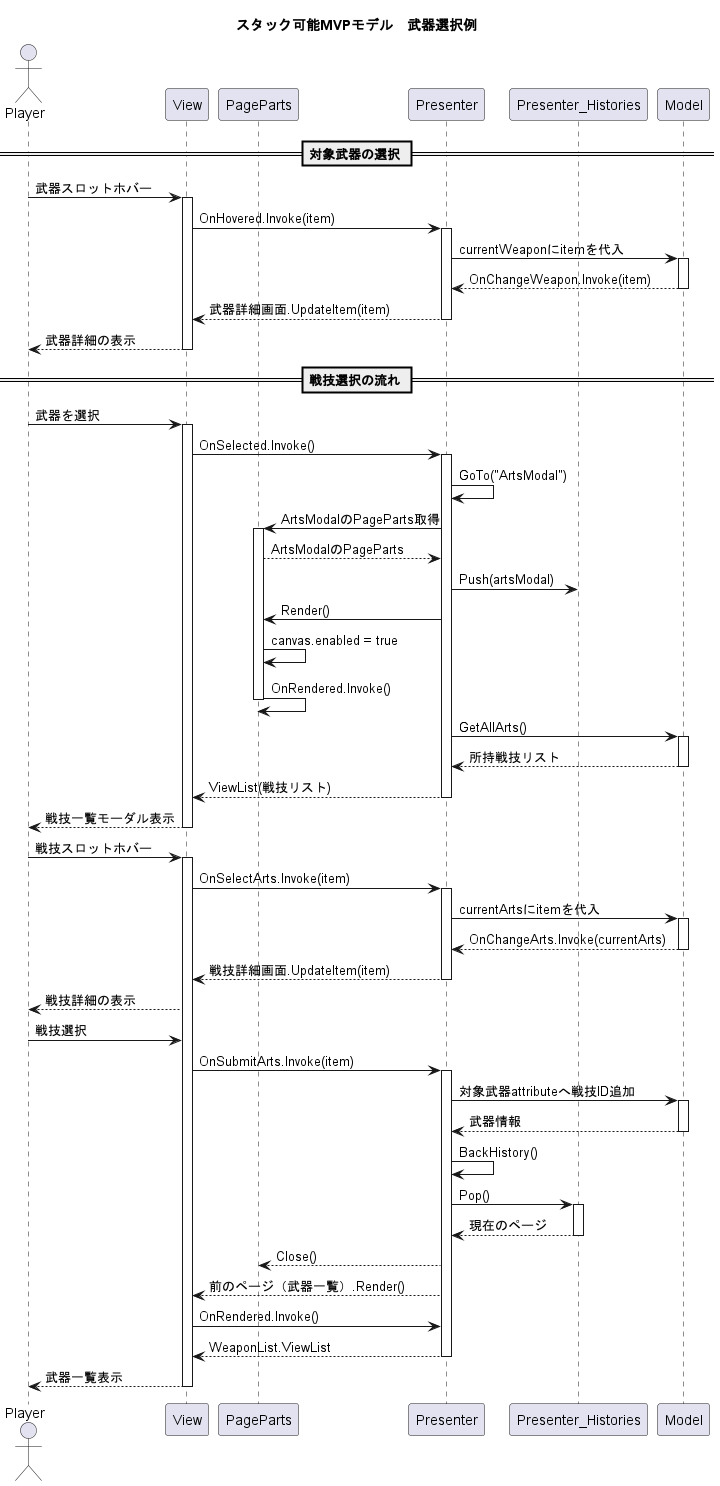 スタック可能MVPモデル　武器選択例
Player
View
PageParts
Presenter
Presenter_Histories
Model
対象武器の選択
武器スロットホバー
OnHovered.Invoke(item)
currentWeaponにitemを代入
OnChangeWeapon.Invoke(item)
武器詳細画面.UpdateItem(item)
武器詳細の表示
戦技選択の流れ
武器を選択
OnSelected.Invoke()
GoTo("ArtsModal")
ArtsModalのPageParts取得
ArtsModalのPageParts
Push(artsModal)
Render()
canvas.enabled = true
OnRendered.Invoke()
GetAllArts()
所持戦技リスト
ViewList(戦技リスト)
戦技一覧モーダル表示
戦技スロットホバー
OnSelectArts.Invoke(item)
currentArtsにitemを代入
OnChangeArts.Invoke(currentArts)
戦技詳細画面.UpdateItem(item)
戦技詳細の表示
戦技選択
OnSubmitArts.Invoke(item)
対象武器attributeへ戦技ID追加
武器情報
BackHistory()
Pop()
現在のページ
Close()
前のページ（武器一覧）.Render()
OnRendered.Invoke()
WeaponList.ViewList
武器一覧表示
Player
View
PageParts
Presenter
Presenter_Histories
Model